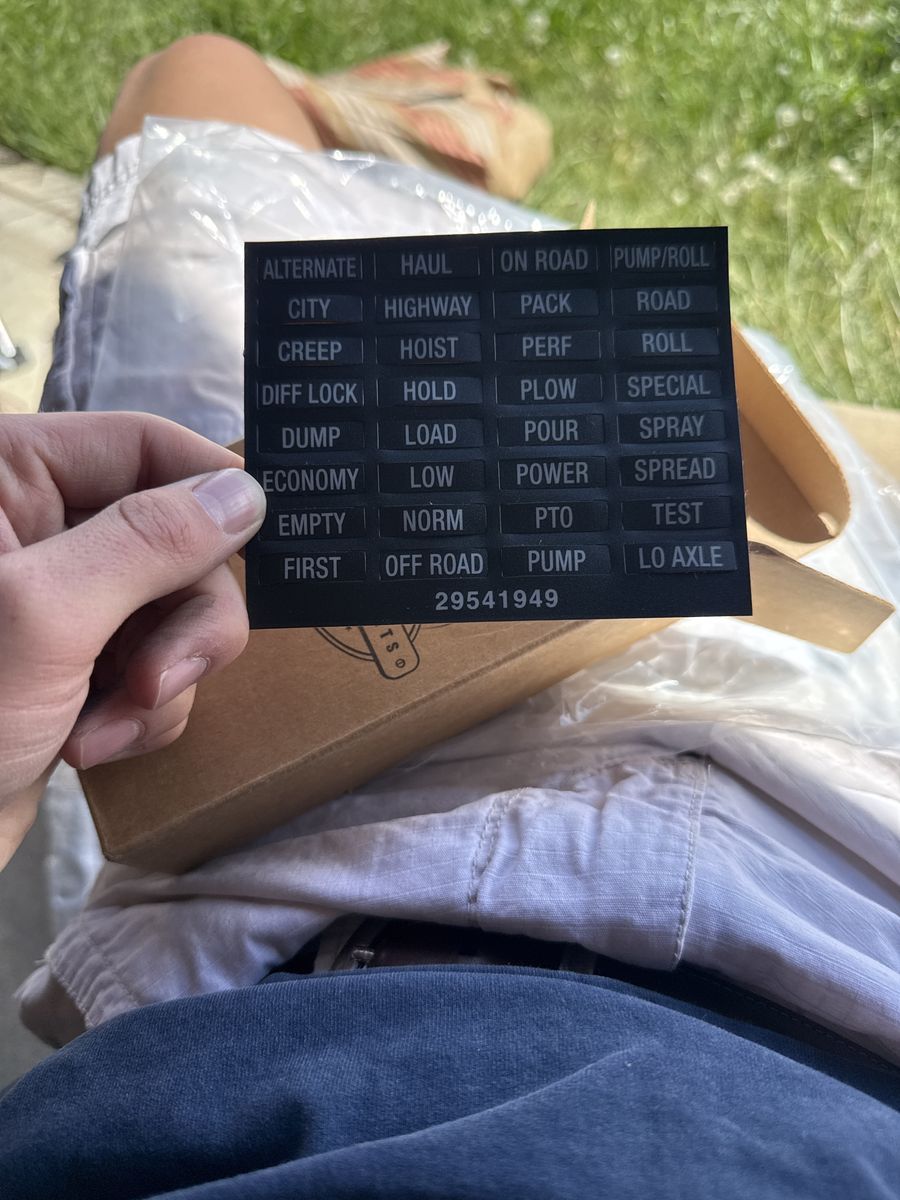 ALTERNATE HAUL ON ROAD PUMP/ROLL
CITY HIGHWAY PACK ROAD
CREEP HOIST PERF ROLL
DIFF LOCK HOLD PLOW SPECIAL
DUMP LOAD POUR SPRAY
ECONOMY LOW POWER SPREAD
EMPTY NORM PTO TEST
FIRST OFF ROAD PUMP LO AXLE
29541949